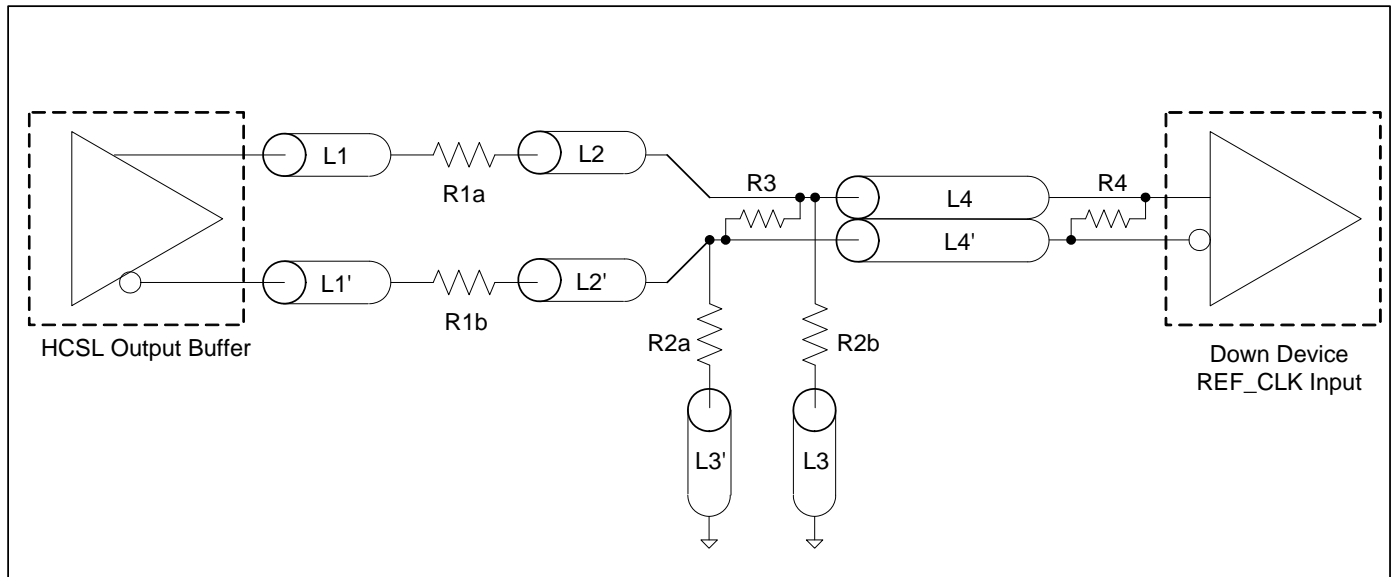 L1
R1a
L2
R3
L4
R4
L4'
L1'
R1b
L2'
R2a
R2b
HCSL Output Buffer
Down Device
REF_CLK Input
L3'
L3